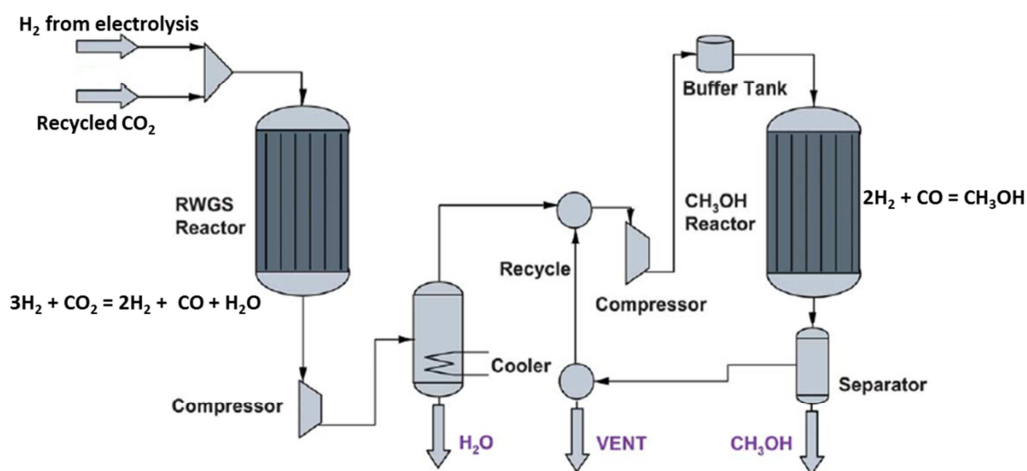 H₂ from electrolysis
Recycled CO₂
RWGS
Reactor
3H₂ + CO₂ = 2H₂ + CO + H₂O
Compressor
Cooler
H₂O
Recycle
VENT
Compressor
Buffer Tank
CH₃OH
Reactor
2H₂ + CO = CH₃OH
Separator
CH₃OH